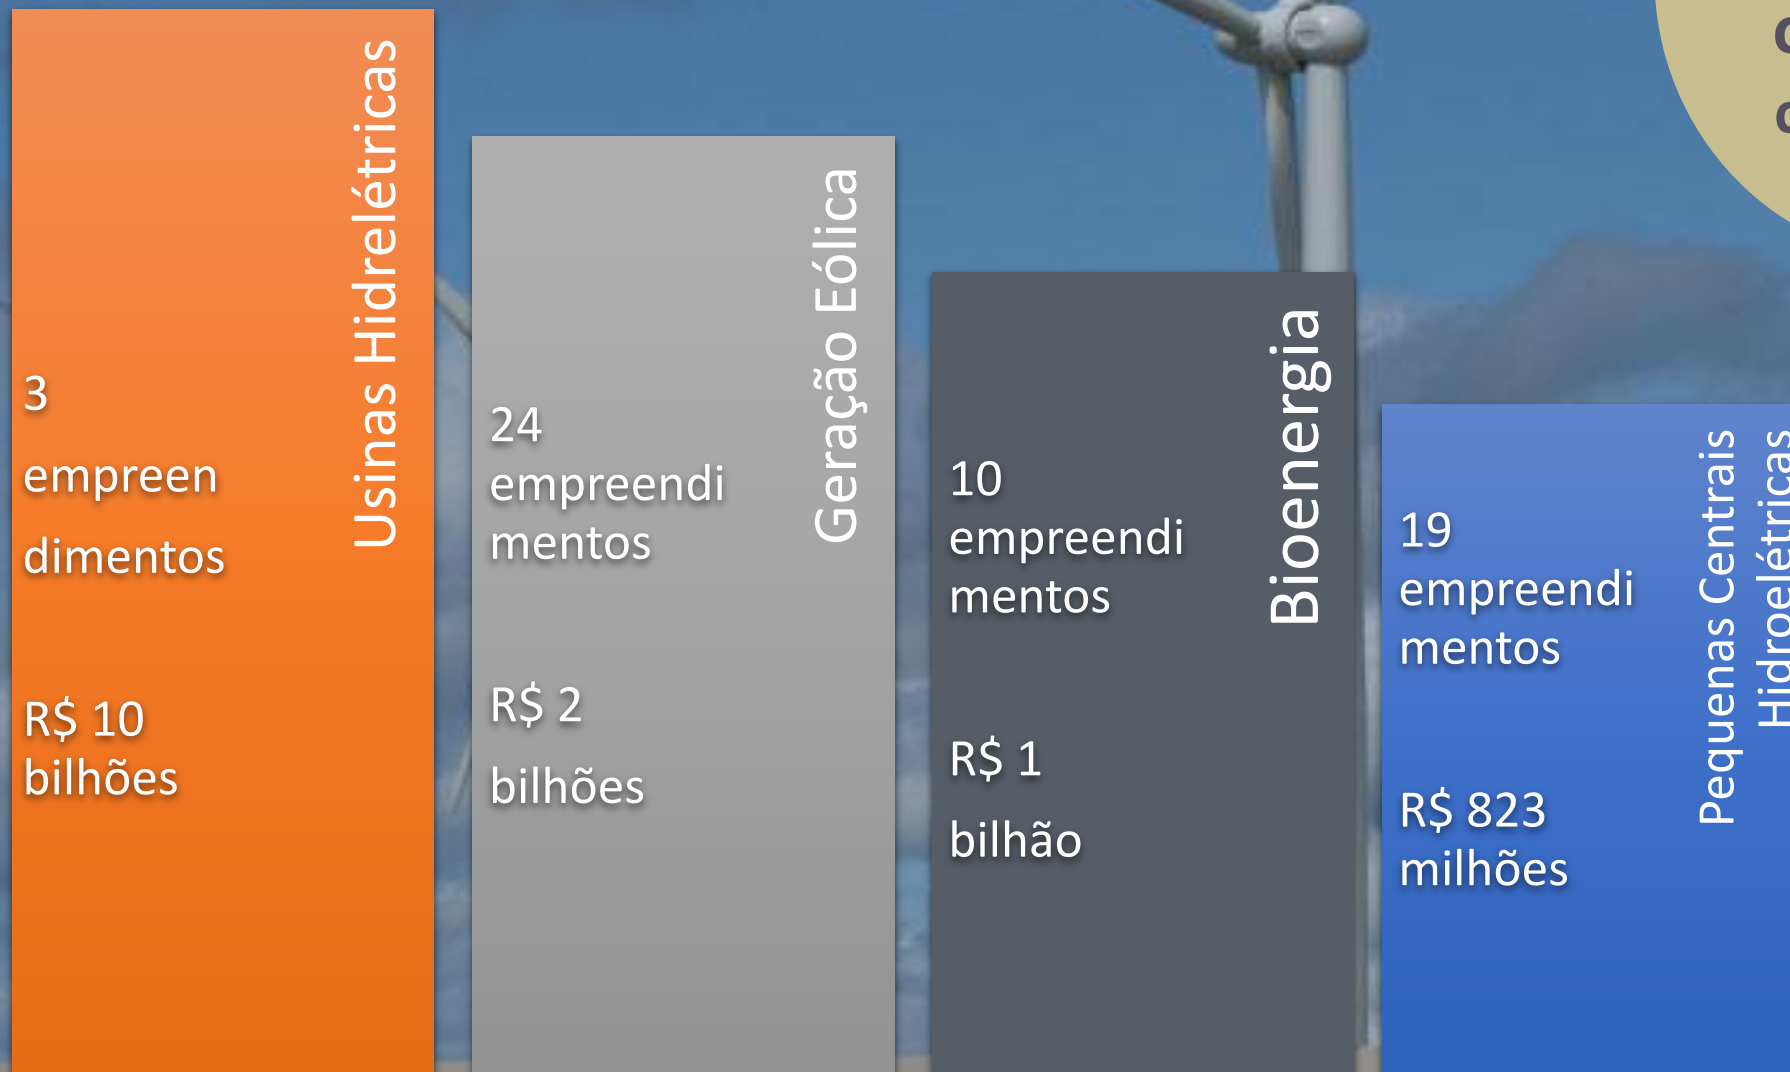 Usinas Hidrelétricas
3
empreen
dimentos
R$ 10
bilhões
Geração Eólica
24
empreendi
mentos
R$ 2
bilhões
Bioenergia
10
empreendi
mentos
R$ 1
bilhão
Pequenas Centrais
Hidroelétricas
19
empreendi
mentos
R$ 823
milhões